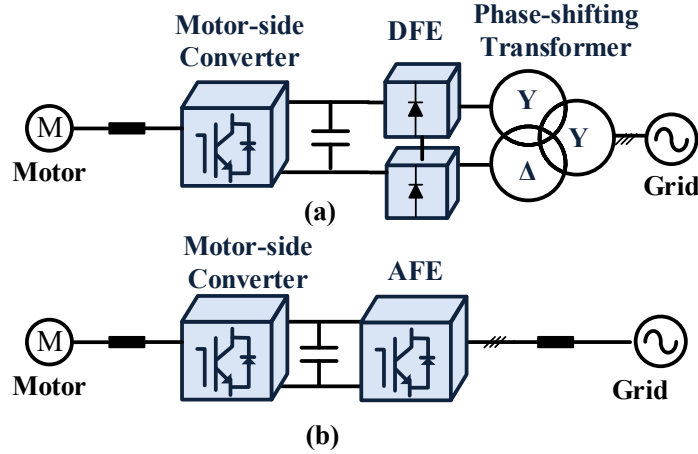 Motor-side
Converter
DFE
Phase-shifting
Transformer
M
Y
Y
Δ
Motor
Grid
(a)
Motor-side
Converter
AFE
M
Motor
Grid
(b)